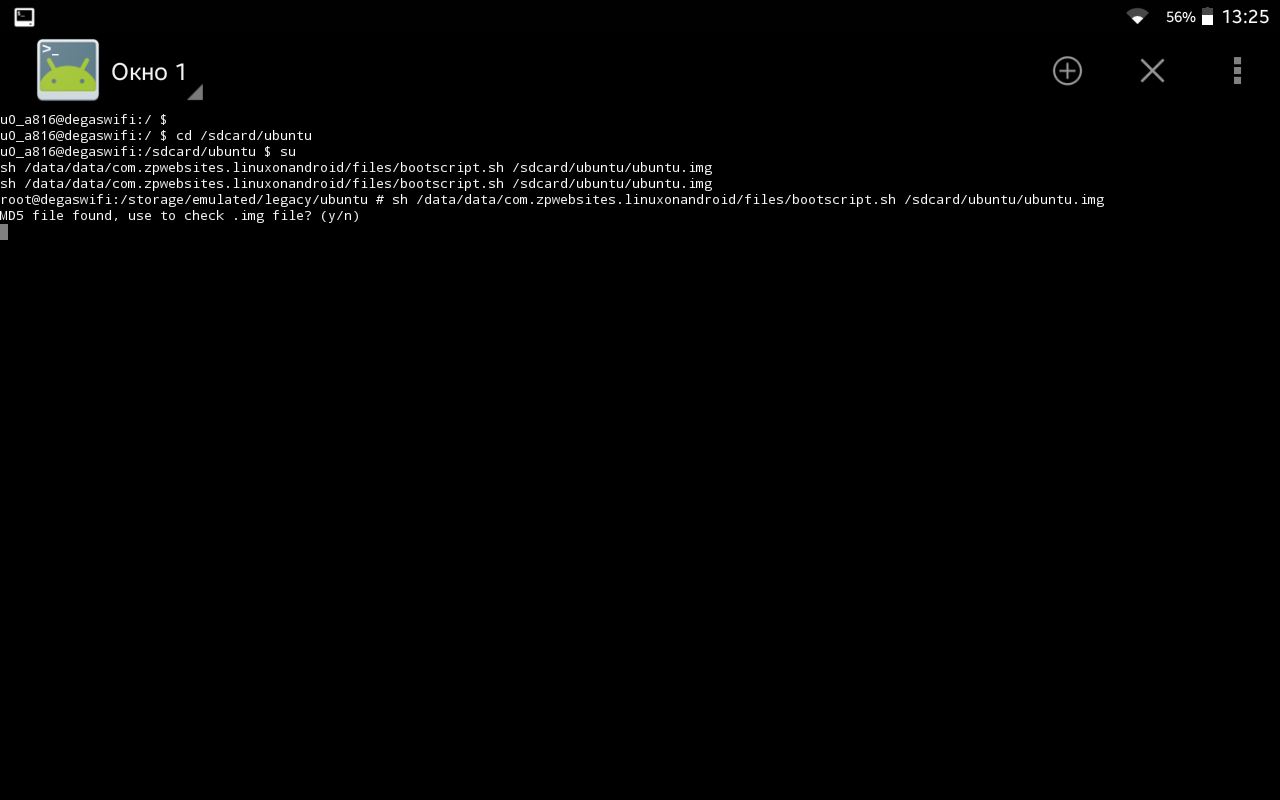 56% 13:25
>_
Окно 1
u0_a816@degaswifi:/ $
u0_a816@degaswifi:/ $ cd /sdcard/ubuntu
u0_a816@degaswifi:/sdcard/ubuntu $ su
sh /data/data/com.zpwebsites.linuxonandroid/files/bootscript.sh /sdcard/ubuntu/ubuntu.img
sh /data/data/com.zpwebsites.linuxonandroid/files/bootscript.sh /sdcard/ubuntu/ubuntu.img
root@degaswifi:/storage/emulated/legacy/ubuntu # sh /data/data/com.zpwebsites.linuxonandroid/files/bootscript.sh /sdcard/ubuntu/ubuntu.img
MD5 file found, use to check .img file? (y/n)